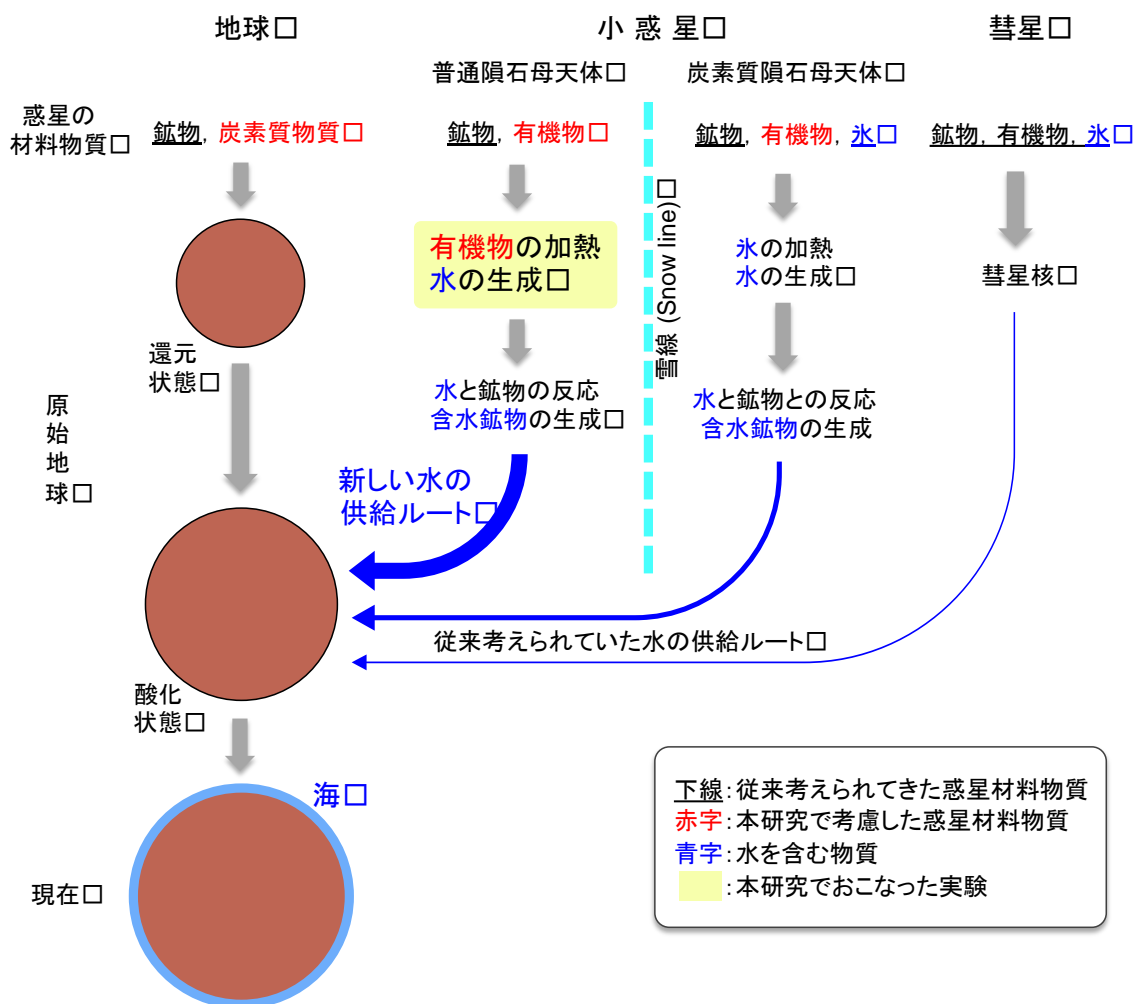 地球□
小 惑 星□
彗星□
普通隕石母天体□
炭素質隕石母天体□
惑星の
材料物質□
鉱物, 炭素質物質□
鉱物, 有機物□
鉱物, 有機物, 氷□
鉱物, 有機物, 氷□
雪線 (Snow line)□
有機物の加熱
水の生成□
氷の加熱
水の生成□
彗星核□
還元
状態□
水と鉱物の反応
含水鉱物の生成□
水と鉱物との反応
含水鉱物の生成
原
始
地
球□
新しい水の
供給ルート□
従来考えられていた水の供給ルート□
酸化
状態□
海□
現在□
下線：従来考えられてきた惑星材料物質
赤字：本研究で考慮した惑星材料物質
青字：水を含む物質
：本研究でおこなった実験